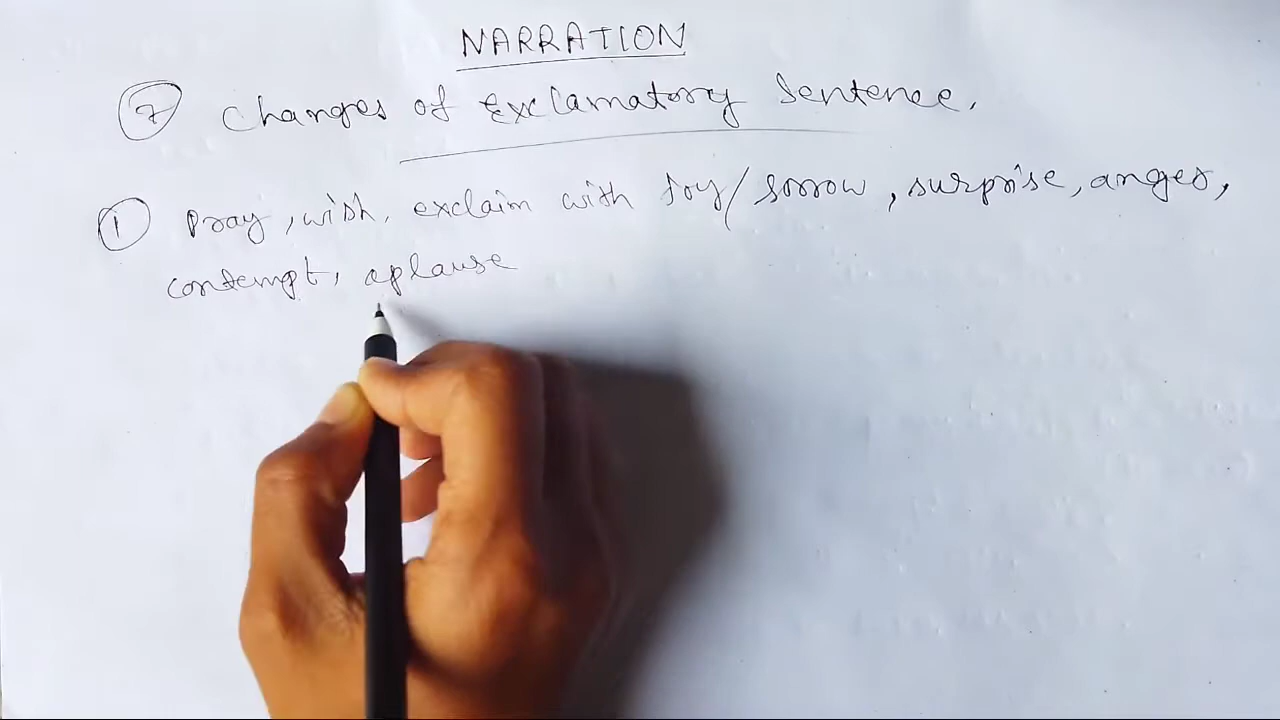 NARRATION
7 Changes of Exclamatory Sentence.
1 Pray, wish, exclaim with joy/sorrow, surprise, anger,
contempt, aplause